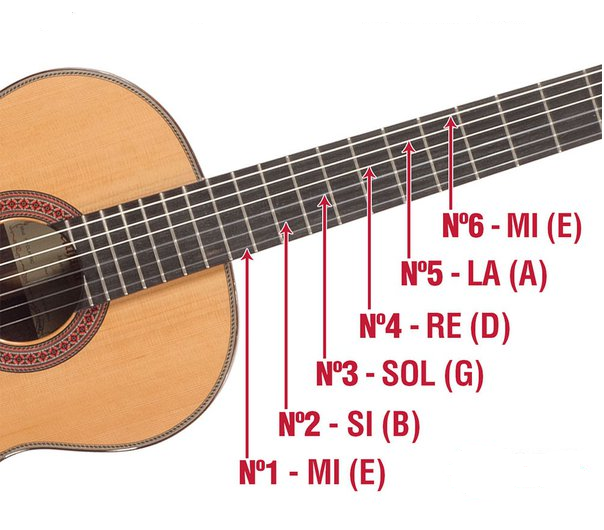 Nº6 - MI (E)
Nº5 - LA (A)
Nº4 - RE (D)
Nº3 - SOL (G)
Nº2 - SI (B)
Nº1 - MI (E)